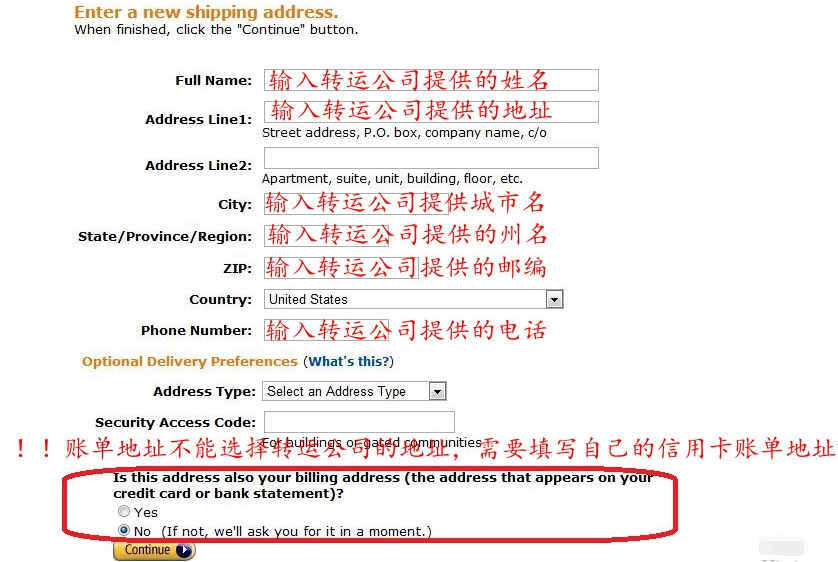 Enter a new shipping address.
When finished, click the "Continue" button.
Full Name: 输入转运公司提供的姓名
Address Line1: 输入转运公司提供的地址
Street address, P.O. box, company name, c/o
Address Line2:
Apartment, suite, unit, building, floor, etc.
City: 输入转运公司提供城市名
State/Province/Region: 输入转运公司提供的州名
ZIP: 输入转运公司提供的邮编
Country: United States
Phone Number: 输入转运公司提供的电话
Optional Delivery Preferences (What's this?)
Address Type: Select an Address Type
Security Access Code:
For buildings or gated communities
！！账单地址不能选择转运公司的地址，需要填写自己的信用卡账单地址
Is this address also your billing address (the address that appears on your
credit card or bank statement)?
Yes
No (If not, we'll ask you for it in a moment.)
Continue